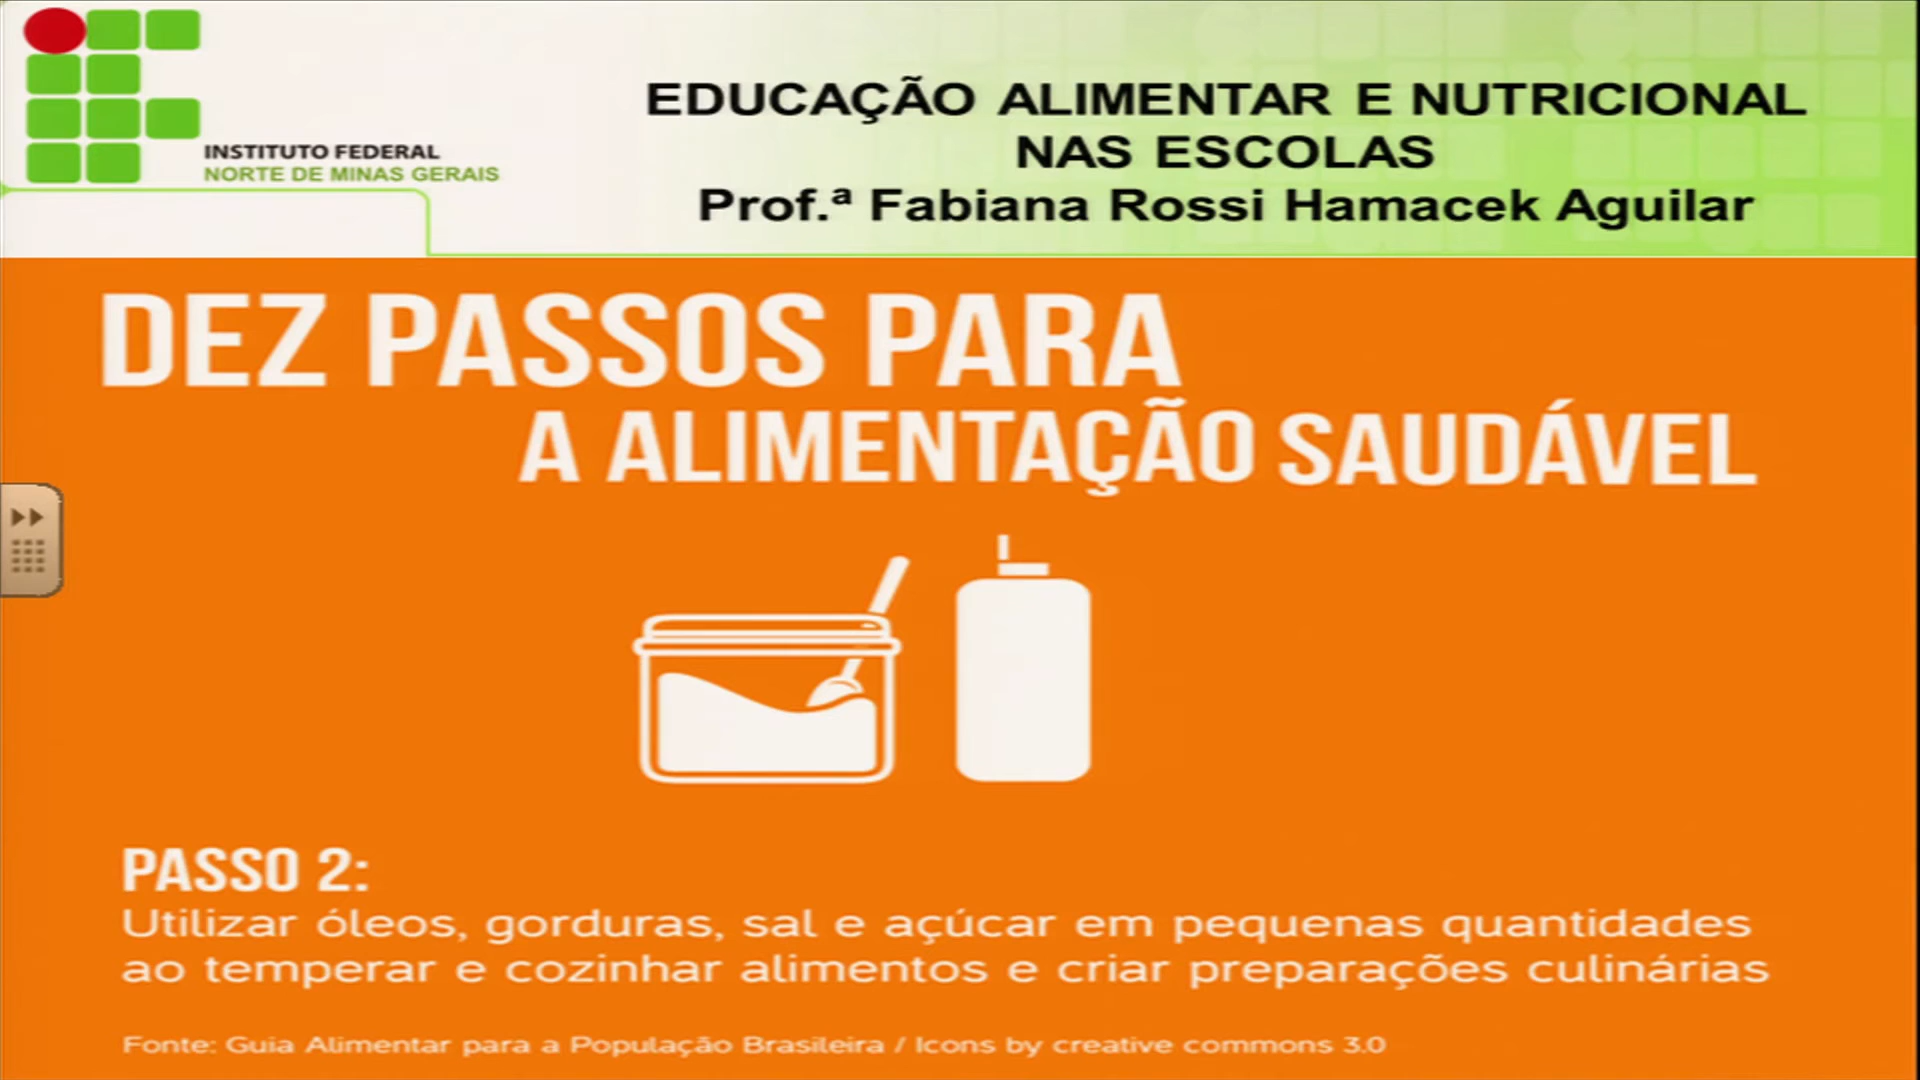 INSTITUTO FEDERAL
NORTE DE MINAS GERAIS
EDUCAÇÃO ALIMENTAR E NUTRICIONAL
NAS ESCOLAS
Prof.ª Fabiana Rossi Hamacek Aguilar
DEZ PASSOS PARA
A ALIMENTAÇÃO SAUDÁVEL
PASSO 2:
Utilizar óleos, gorduras, sal e açúcar em pequenas quantidades
ao temperar e cozinhar alimentos e criar preparações culinárias
Fonte: Guia Alimentar para a População Brasileira / Icons by creative commons 3.0